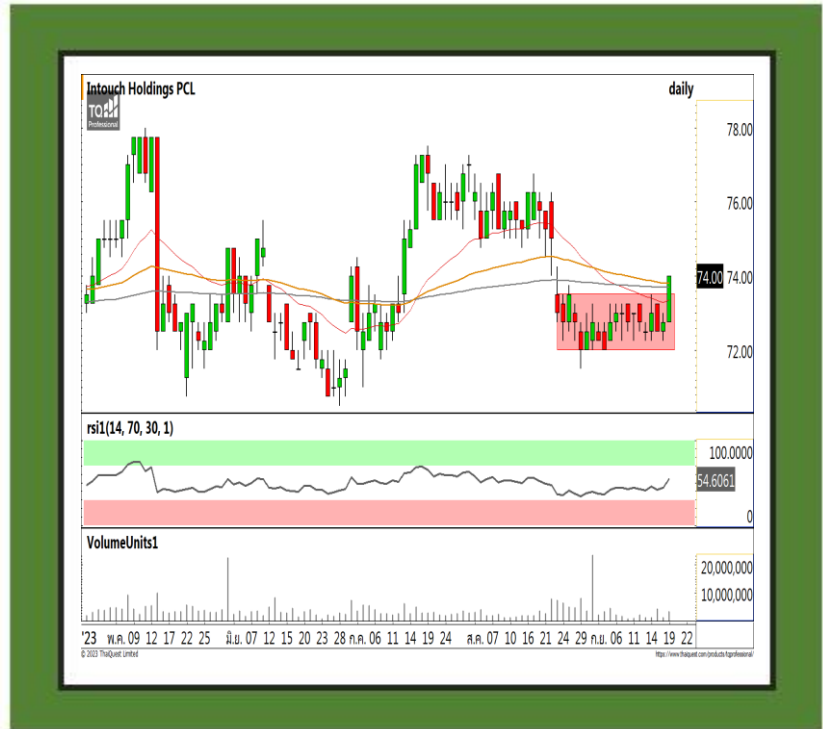 Intouch Holdings PCL daily
TQ
Professional
78.00
76.00
74.00 74.00
72.00
rsi1(14, 70, 30, 1)
100.0000
54.6061
0
VolumeUnits1
20,000,000
10,000,000
'23 พ.ค. 09 12 17 22 25 มิ.ย. 07 12 15 20 23 28 ก.ค. 06 11 14 19 24 ส.ค. 07 10 16 21 24 29 ก.ย. 06 11 14 19 22
© 2023 ThaiQuest Limited https://www.thaiquest.com/products/tqprofessional/